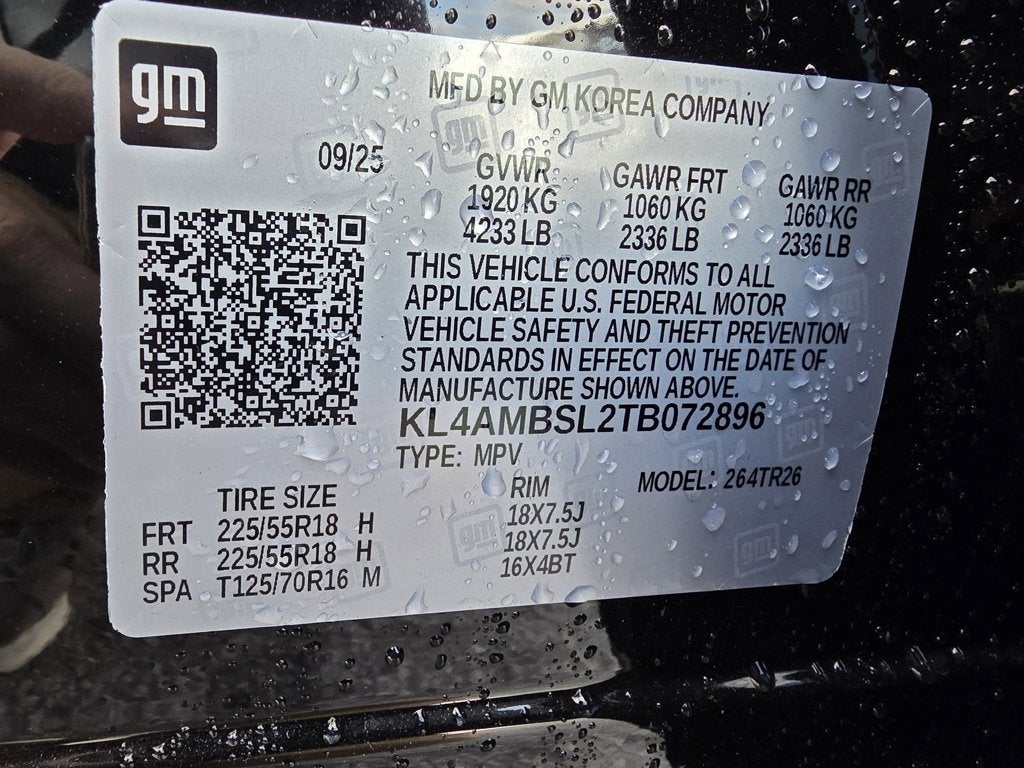 gm
MFD BY GM KOREA COMPANY
09/25
GVWR GAWR FRT GAWR RR
1920 KG 1060 KG 1060 KG
4233 LB 2336 LB 2336 LB
THIS VEHICLE CONFORMS TO ALL
APPLICABLE U.S. FEDERAL MOTOR
VEHICLE SAFETY AND THEFT PREVENTION
STANDARDS IN EFFECT ON THE DATE OF
MANUFACTURE SHOWN ABOVE.
KL4AMBSL2TB072896
TYPE: MPV MODEL: 264TR26
TIRE SIZE RIM
FRT 225/55R18 H 18X7.5J
RR 225/55R18 H 18X7.5J
SPA T125/70R16 M 16X4BT